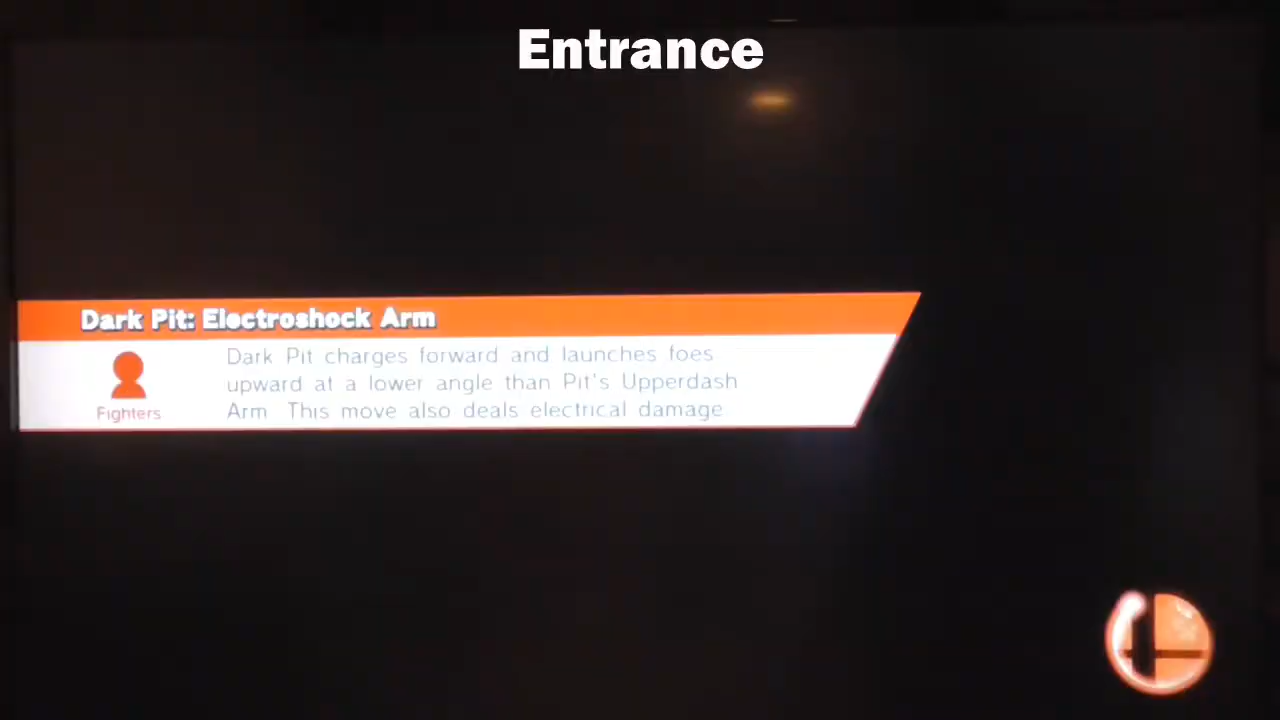 Entrance
Dark Pit: Electroshock Arm
Dark Pit charges forward and launches foes
upward at a lower angle than Pit's Upperdash
Arm. This move also deals electrical damage.
Fighters